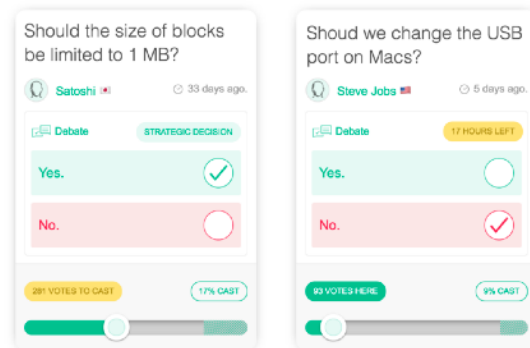 Should the size of blocks
be limited to 1 MB?
Satoshi
33 days ago.
Debate
STRATEGIC DECISION
Yes.
No.
281 VOTES TO CAST
17% CAST
Shoud we change the USB
port on Macs?
Steve Jobs
5 days ago.
Debate
17 HOURS LEFT
Yes.
No.
93 VOTES HERE
9% CAST